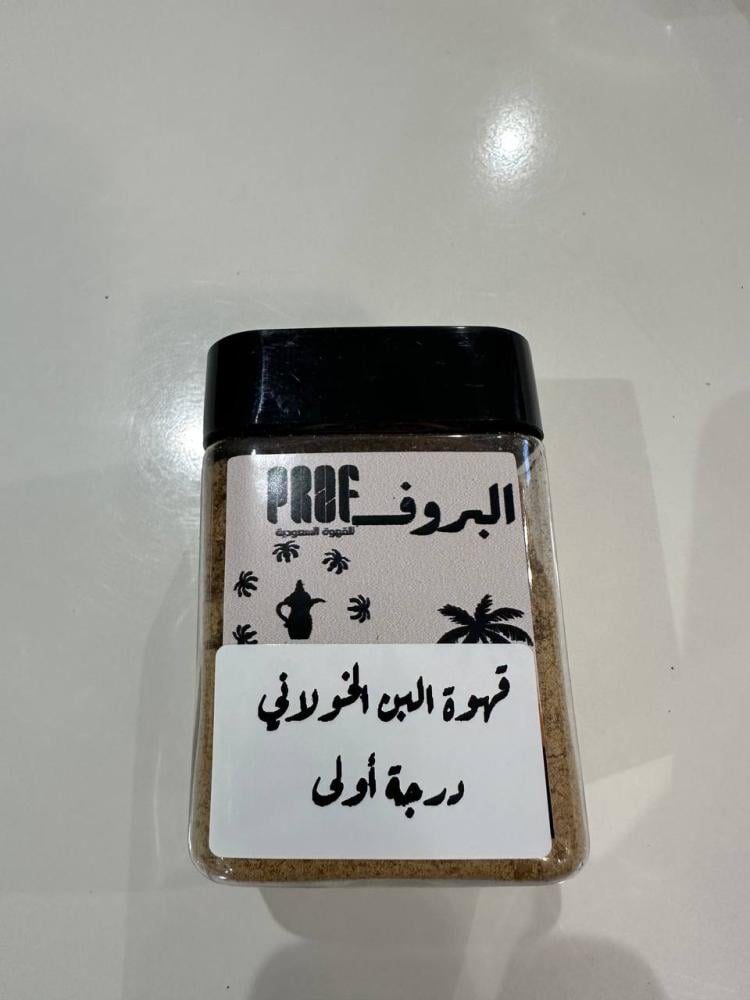 البروف PROF
للقهوة السعودية
قهوة البن الخولاني
درجة أولى